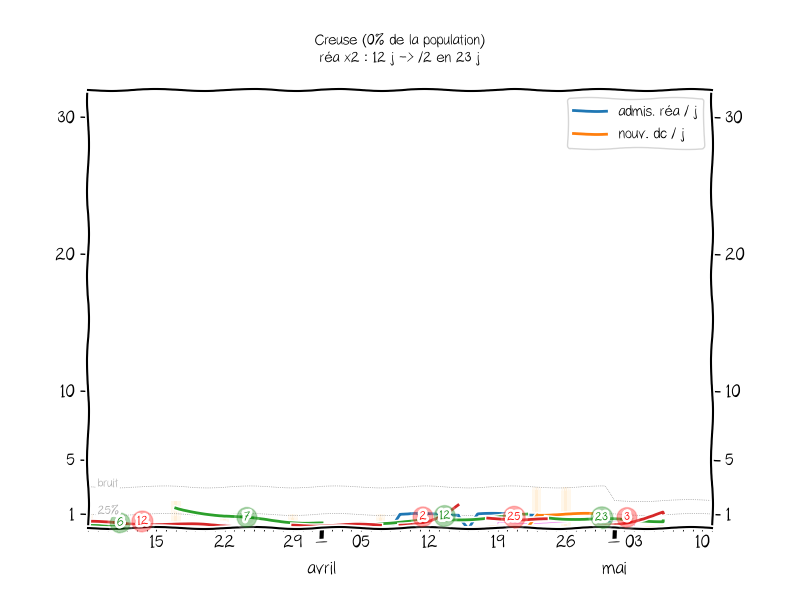 Creuse (0% de la population)
réa x2 : 12 j -> /2 en 23 j
admis. réa / j
nouv. dc / j
30 30
20 20
10 10
5 5
bruit
25%
1 1
6 12 7 2 12 25 23 3
15 22 29 05 12 19 26 03 10
avril mai